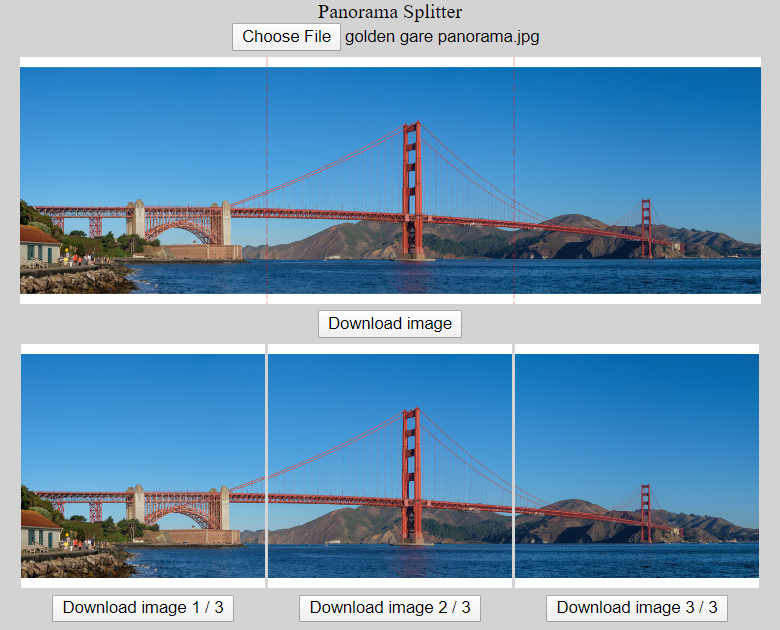 Panorama Splitter
Choose File golden gare panorama.jpg
Download image
Download image 1 / 3 Download image 2 / 3 Download image 3 / 3